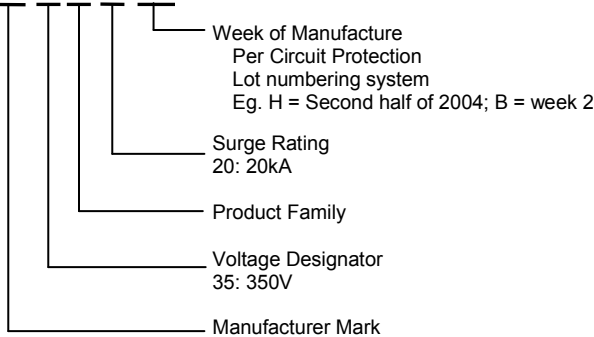 Week of Manufacture
Per Circuit Protection
Lot numbering system
Eg. H = Second half of 2004; B = week 2
Surge Rating
20: 20kA
Product Family
Voltage Designator
35: 350V
Manufacturer Mark